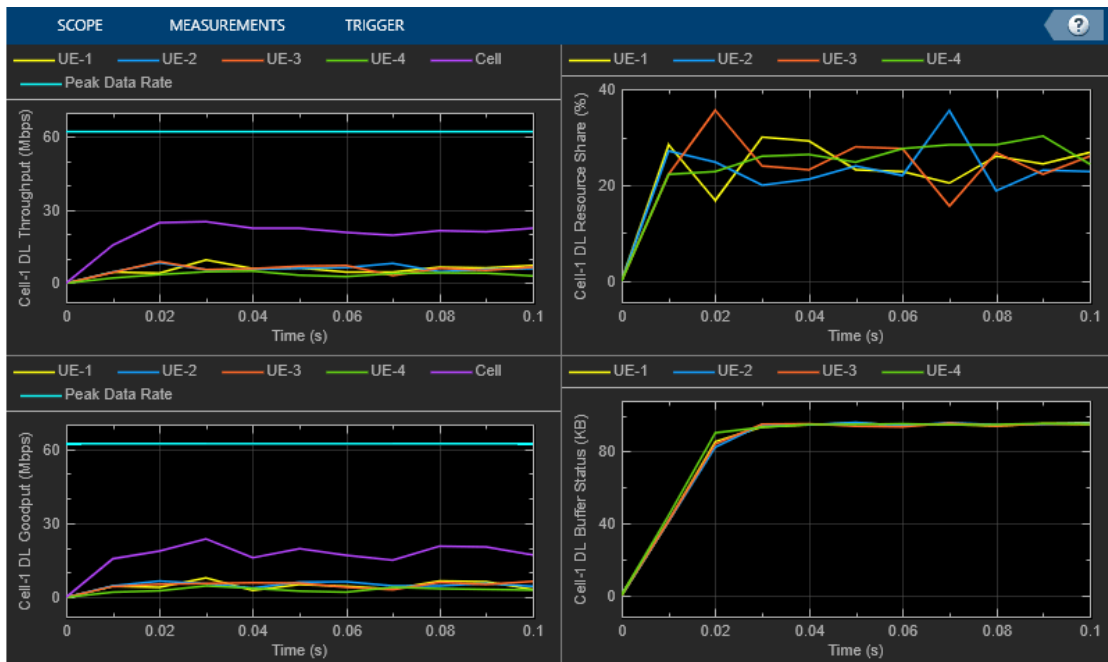 SCOPE MEASUREMENTS TRIGGER ?
UE-1 UE-2 UE-3 UE-4 Cell
Peak Data Rate
Cell-1 DL Throughput (Mbps)
60
30
0
0 0.02 0.04 0.06 0.08 0.1
Time (s)
UE-1 UE-2 UE-3 UE-4
Cell-1 DL Resource Share (%)
40
20
0
0 0.02 0.04 0.06 0.08 0.1
Time (s)
UE-1 UE-2 UE-3 UE-4 Cell
Peak Data Rate
Cell-1 DL Goodput (Mbps)
60
30
0
0 0.02 0.04 0.06 0.08 0.1
Time (s)
UE-1 UE-2 UE-3 UE-4
Cell-1 DL Buffer Status (KB)
80
40
0
0 0.02 0.04 0.06 0.08 0.1
Time (s)